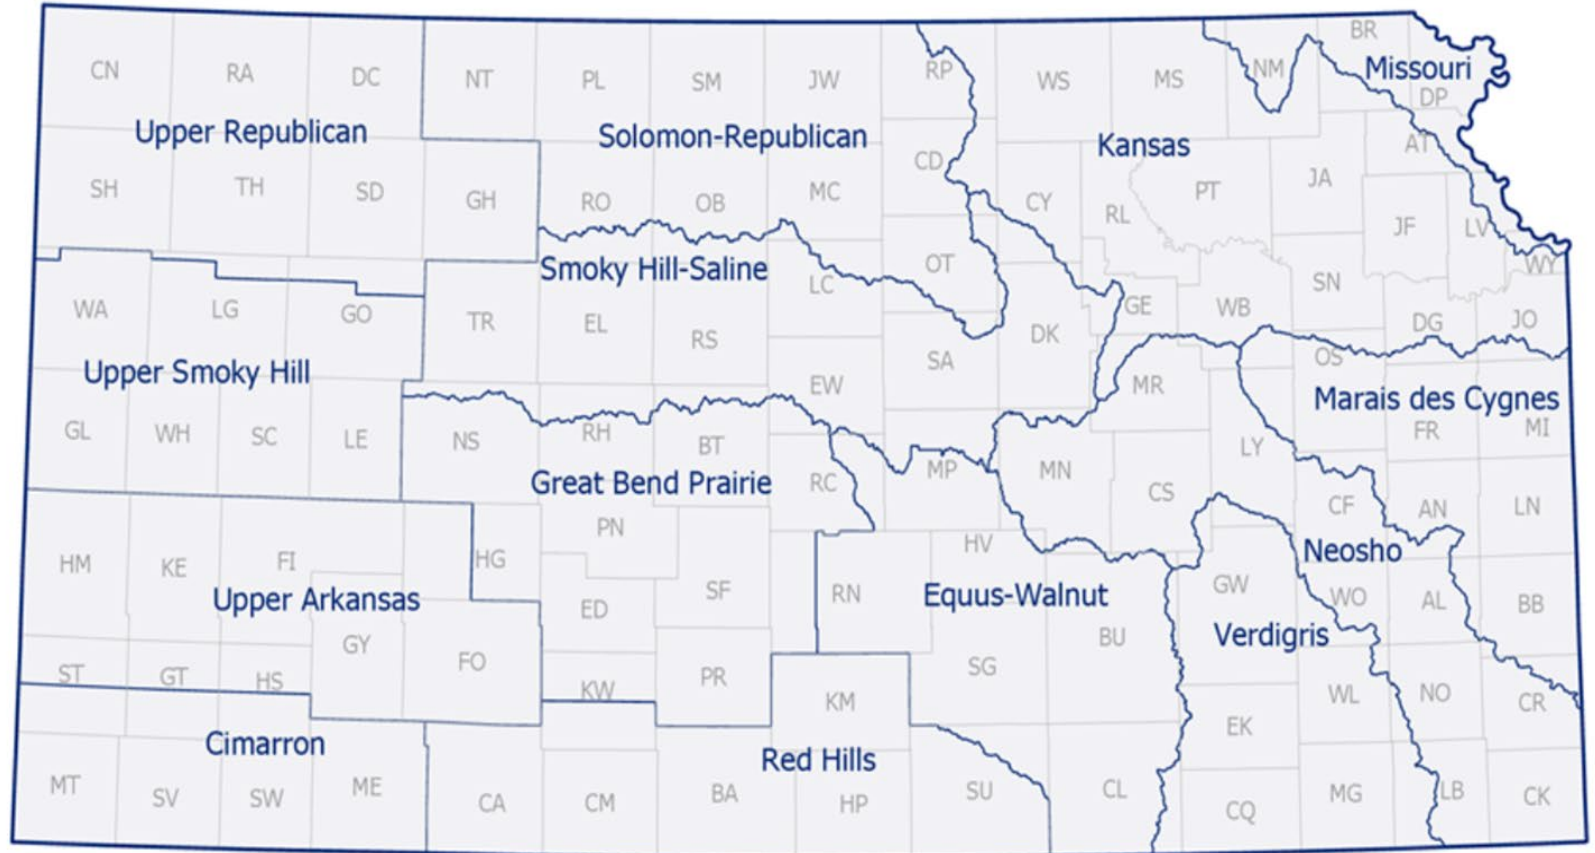 BR
CN RA DC NT PL SM JW RP WS MS NM Missouri
DP
Upper Republican Solomon-Republican Kansas AT
SH TH SD GH RO OB MC CD CY RL PT JA JF LV
Smoky Hill-Saline OT WY
WA LG GO TR EL RS LC SA DK GE WB SN DG JO
OS
Upper Smoky Hill EW MR Marais des Cygnes
GL WH SC LE NS RH BT MP MN LY FR MI
Great Bend Prairie RC CS CF AN LN
PN
HM KE FI HG HV Neosho
Upper Arkansas ED SF RN Equus-Walnut GW WO AL BB
GY BU Verdigris
ST GT HS FO KW PR KM SG WL NO CR
Cimarron Red Hills EK
MT SV SW ME CA CM BA HP SU CL CQ MG LB CK